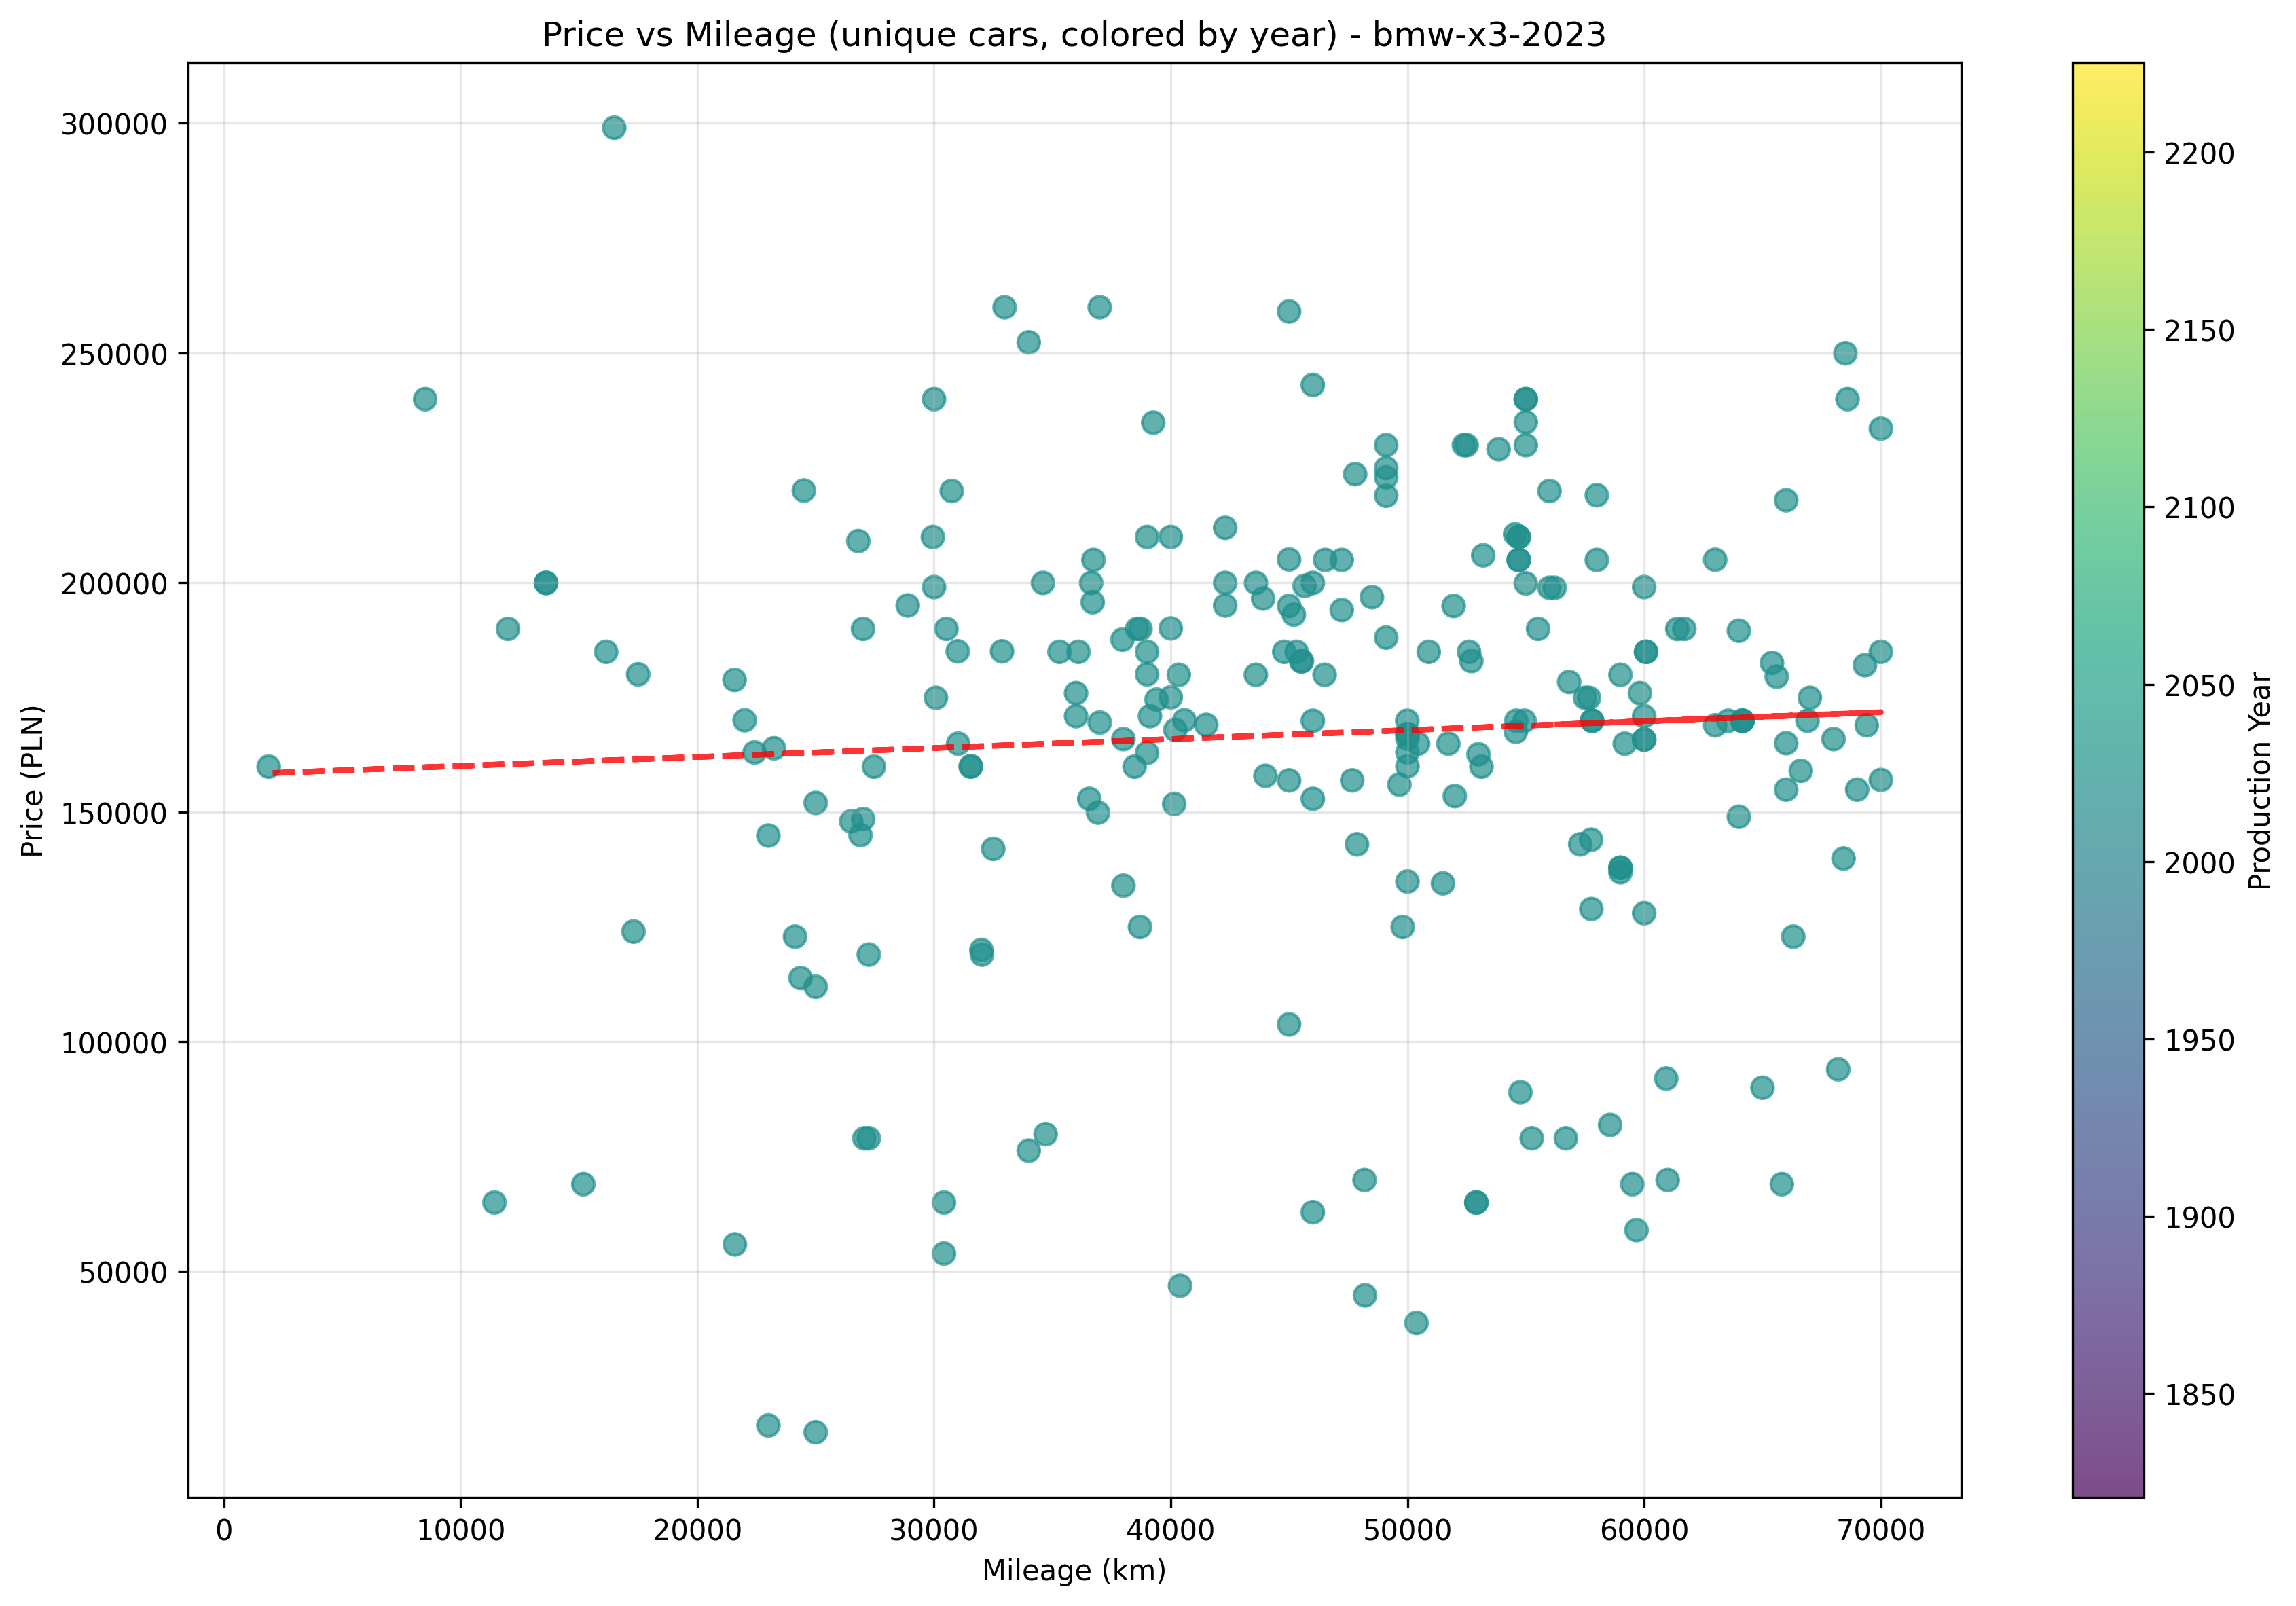 Price vs Mileage (unique cars, colored by year) - bmw-x3-2023
300000
250000
200000
150000
100000
50000
Price (PLN)
0 10000 20000 30000 40000 50000 60000 70000
Mileage (km)
2200
2150
2100
2050
2000
1950
1900
1850
Production Year